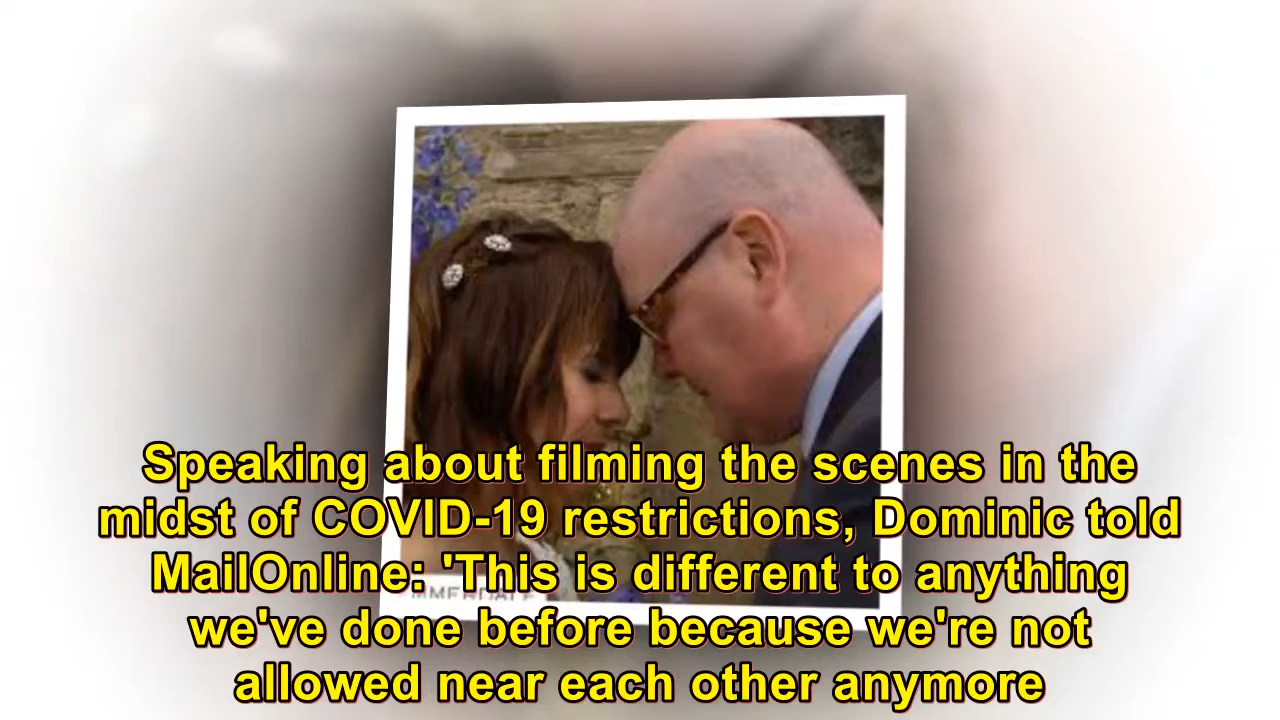 Speaking about filming the scenes in the
midst of COVID-19 restrictions, Dominic told
MailOnline: 'This is different to anything
we've done before because we're not
allowed near each other anymore